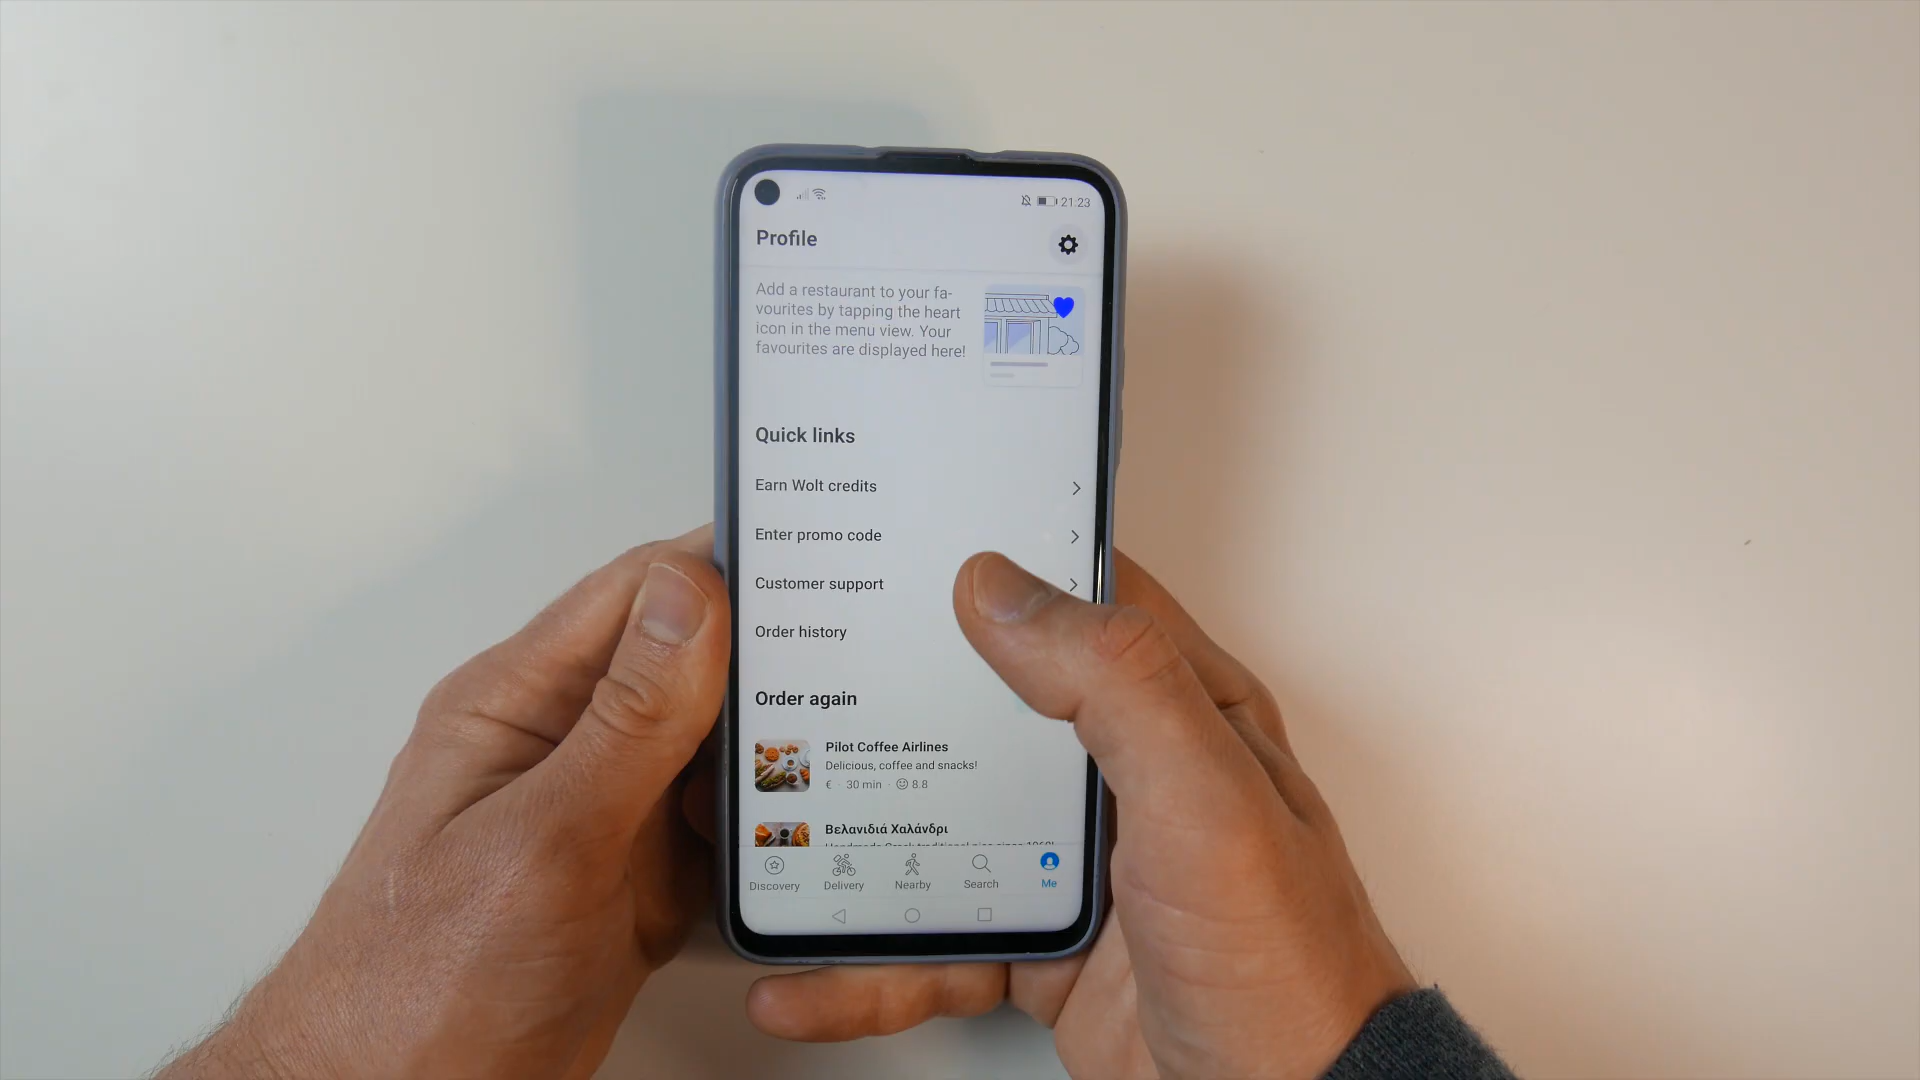 21:23
Profile
Add a restaurant to your fa-
vourites by tapping the heart
icon in the menu view. Your
favourites are displayed here!
Quick links
Earn Wolt credits
Enter promo code
Customer support
Order history
Order again
Pilot Coffee Airlines
Delicious, coffee and snacks!
€ · 30 min · 8.8
Βελανιδιά Χαλάνδρι
Discovery
Delivery
Nearby
Search
Me